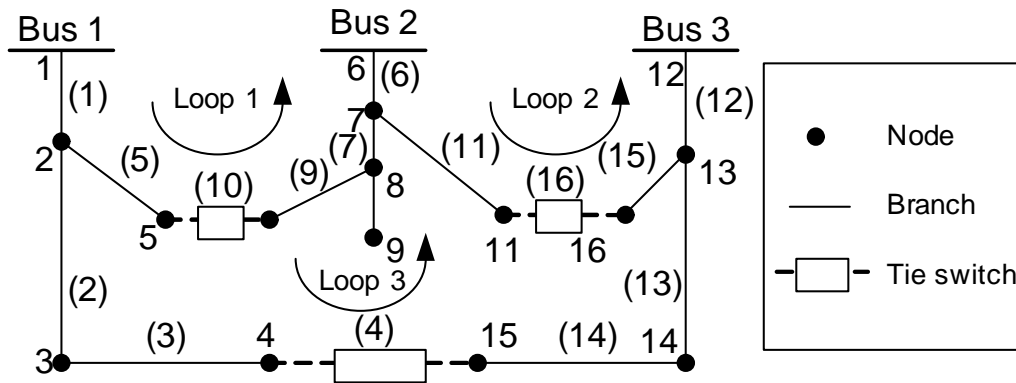 Bus 1 Bus 2 Bus 3
1 6 (6) 12
(1) Loop 1 Loop 2 (12)
7
2 (5) (7) (11) (15) 13
(10) (9) 8 (16)
5 9 11 16
(2) Loop 3 (13)
(3) 4 (4) 15 (14)
3 14
Node
Branch
Tie switch